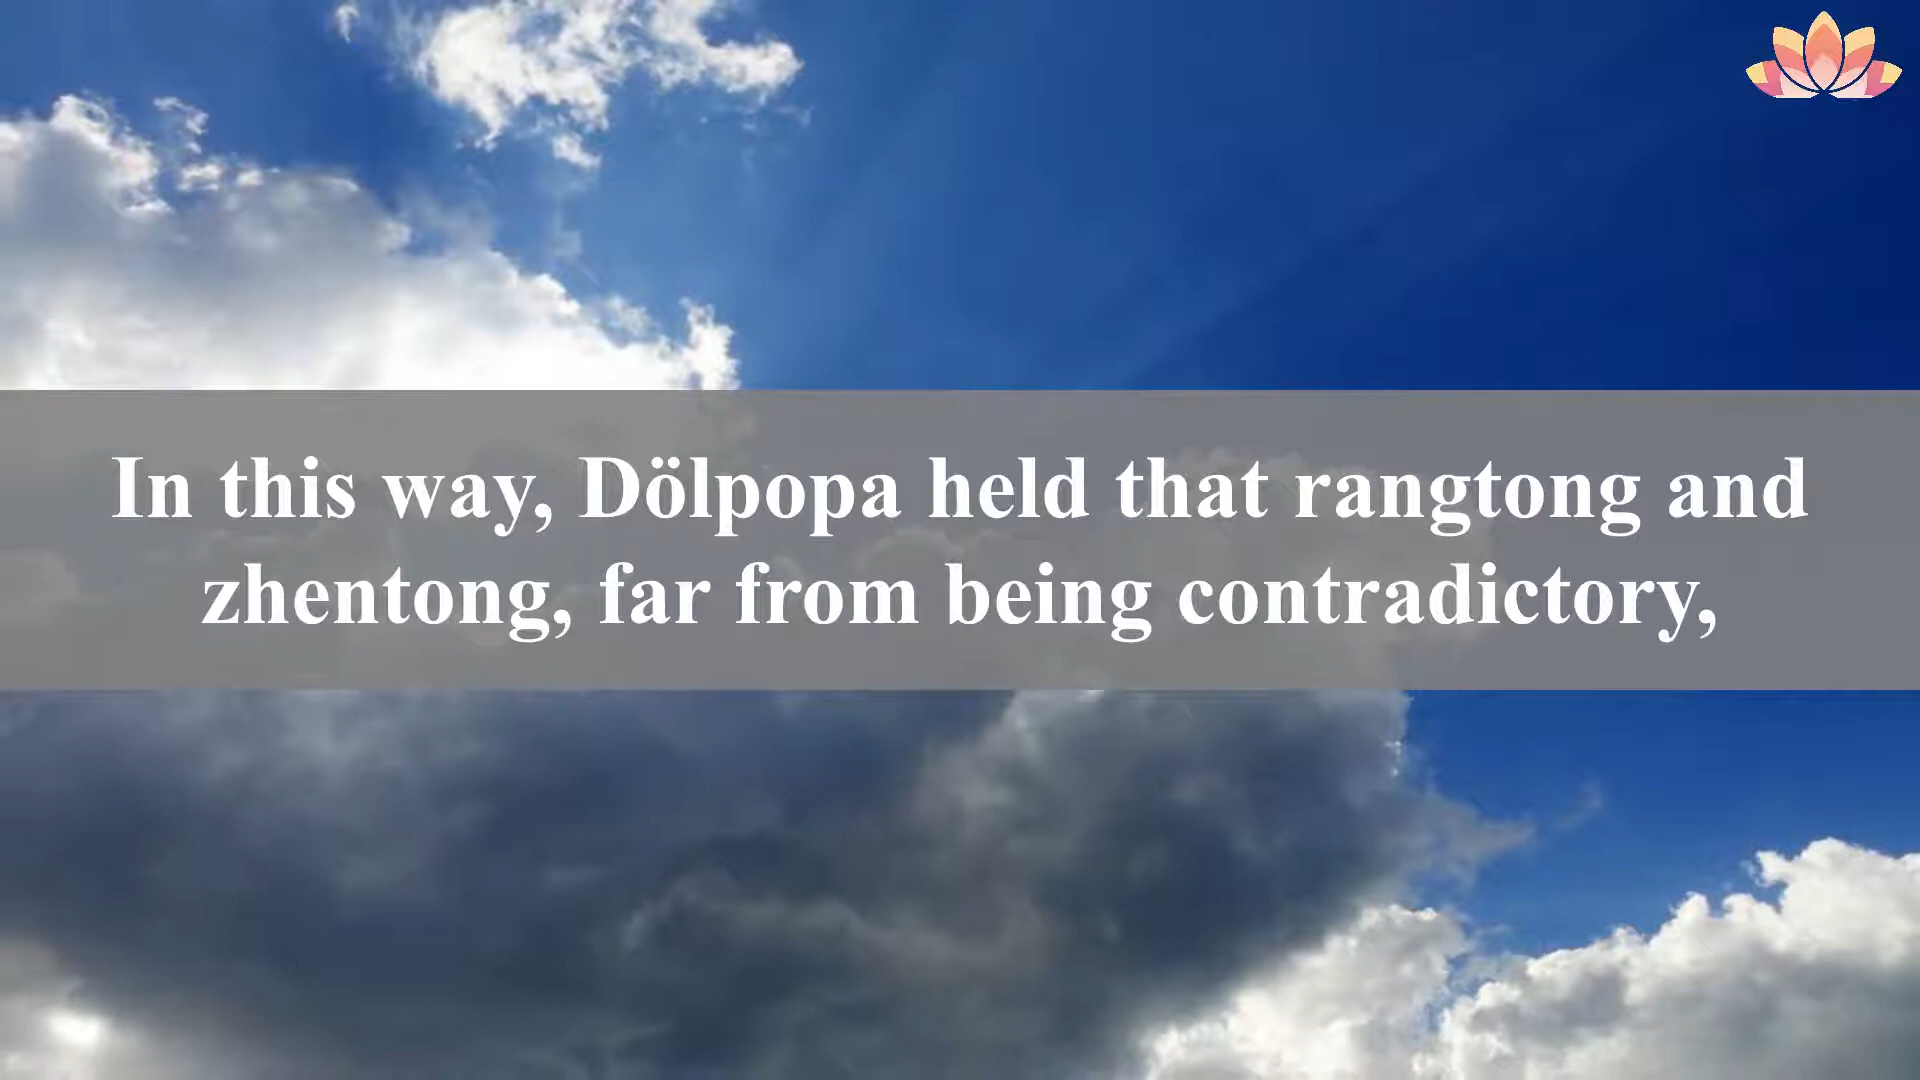 In this way, Dölpopa held that rangtong and
zhentong, far from being contradictory,